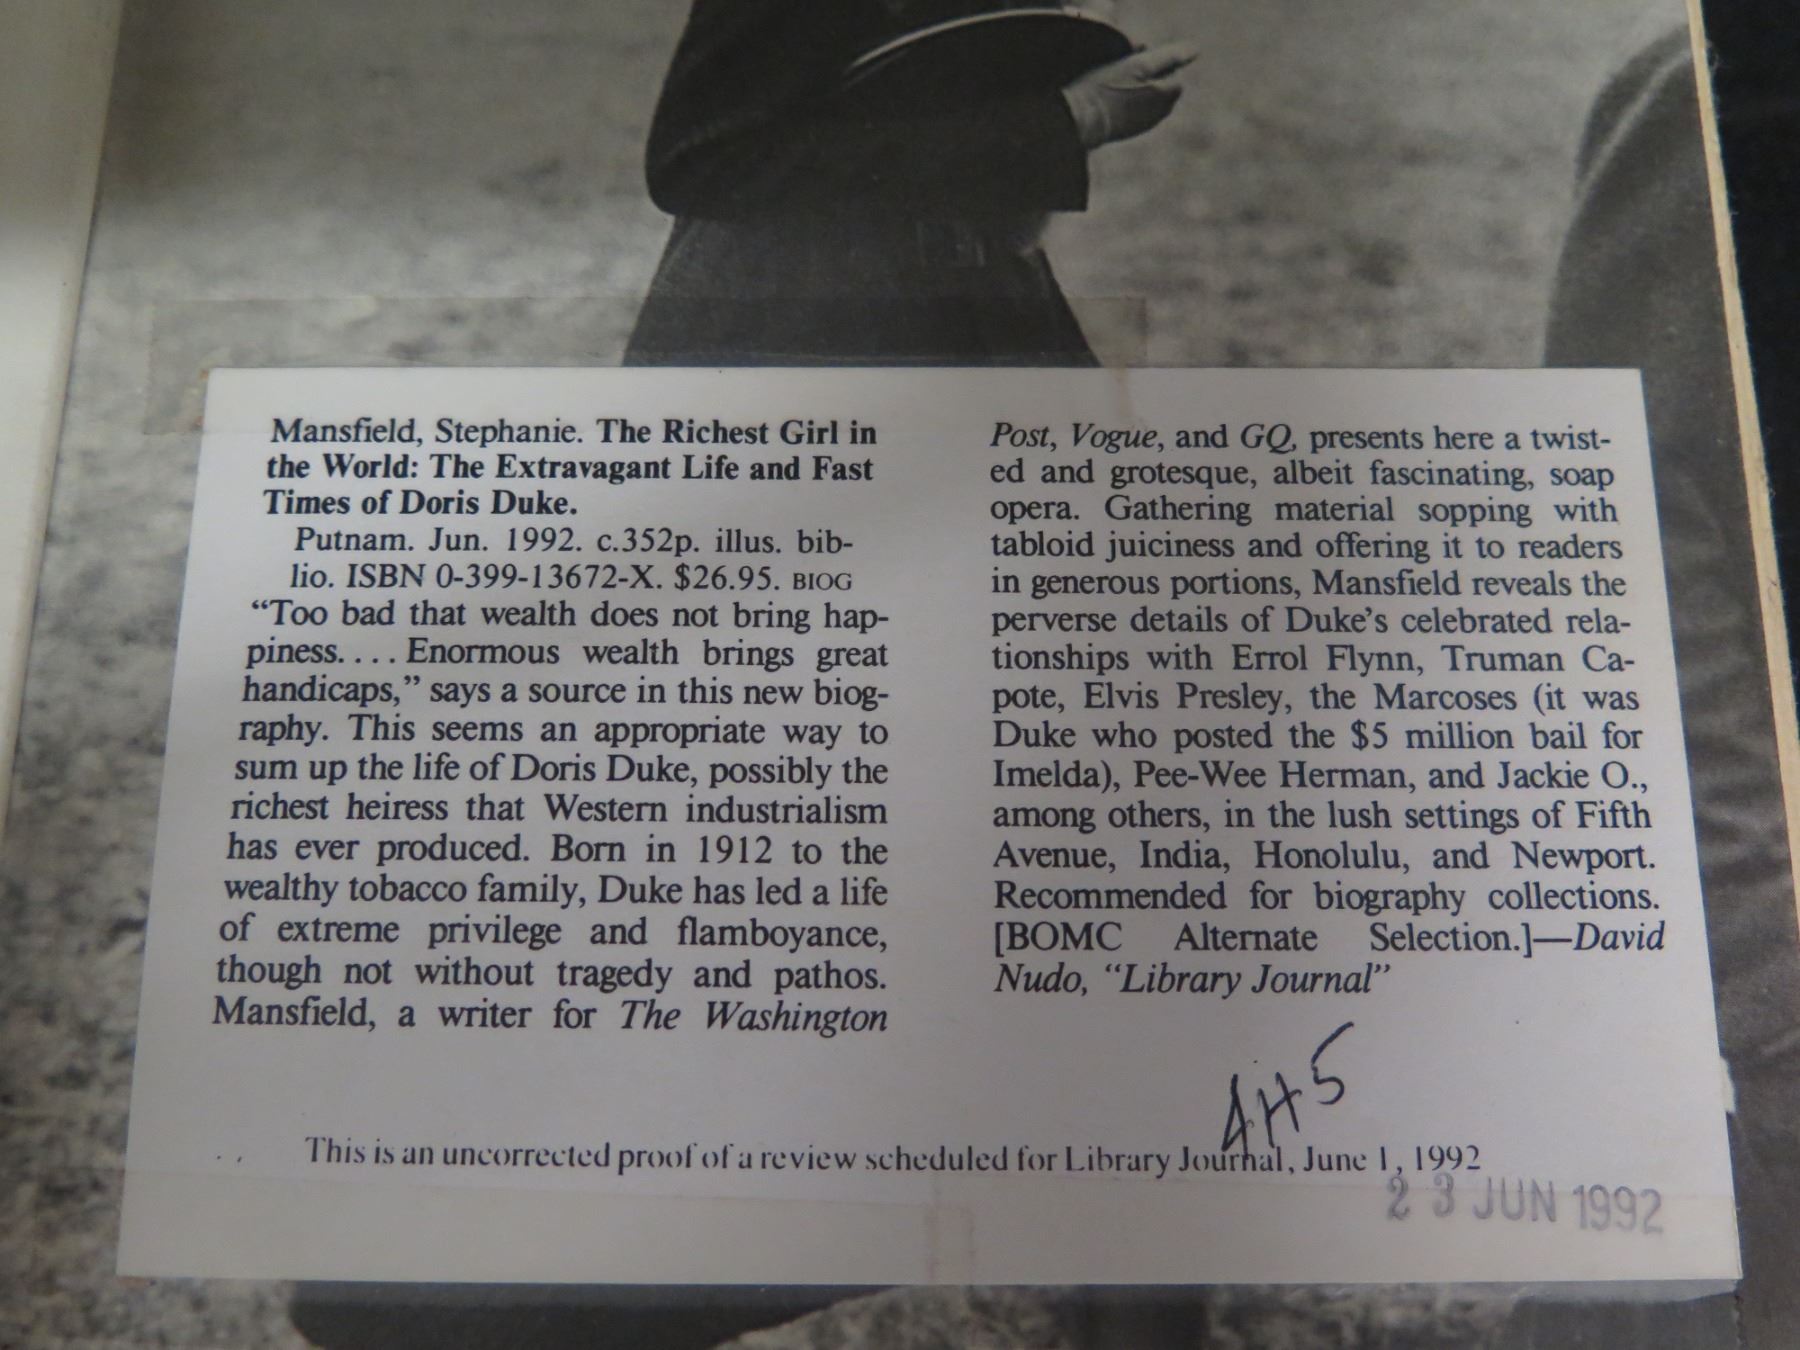 Mansfield, Stephanie. The Richest Girl in
the World: The Extravagant Life and Fast
Times of Doris Duke.
Putnam. Jun. 1992. c.352p. illus. bib-
lio. ISBN 0-399-13672-X. $26.95. BIOG
“Too bad that wealth does not bring hap-
piness. . . . Enormous wealth brings great
handicaps,” says a source in this new biog-
raphy. This seems an appropriate way to
sum up the life of Doris Duke, possibly the
richest heiress that Western industrialism
has ever produced. Born in 1912 to the
wealthy tobacco family, Duke has led a life
of extreme privilege and flamboyance,
though not without tragedy and pathos.
Mansfield, a writer for The Washington
Post, Vogue, and GQ, presents here a twist-
ed and grotesque, albeit fascinating, soap
opera. Gathering material sopping with
tabloid juiciness and offering it to readers
in generous portions, Mansfield reveals the
perverse details of Duke’s celebrated rela-
tionships with Errol Flynn, Truman Ca-
pote, Elvis Presley, the Marcoses (it was
Duke who posted the $5 million bail for
Imelda), Pee-Wee Herman, and Jackie O.,
among others, in the lush settings of Fifth
Avenue, India, Honolulu, and Newport.
Recommended for biography collections.
[BOMC Alternate Selection.]—David
Nudo, “Library Journal”
AH5
This is an uncorrected proof of a review scheduled for Library Journal, June 1, 1992
23 JUN 1992